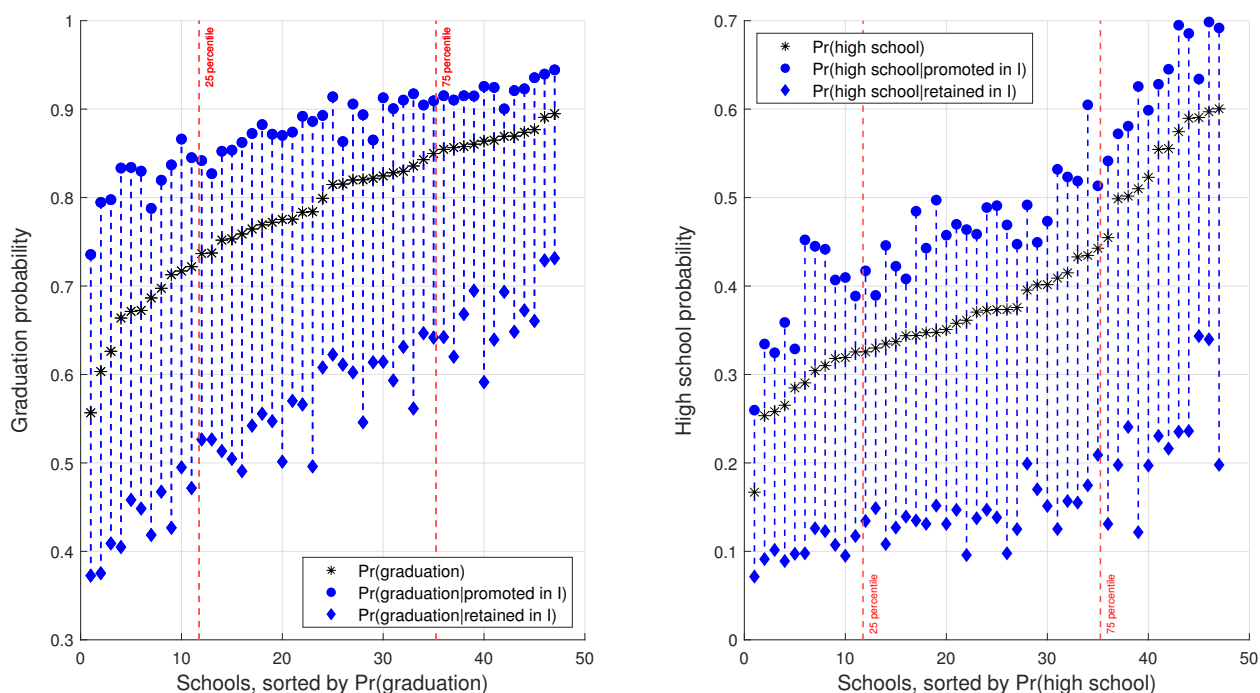 1
0.9
0.8
0.7
0.6
0.5
0.4
0.3
Graduation probability
25 percentile
75 percentile
Pr(graduation)
Pr(graduation|promoted in I)
Pr(graduation|retained in I)
0 10 20 30 40 50
Schools, sorted by Pr(graduation)
0.7
0.6
0.5
0.4
0.3
0.2
0.1
0
High school probability
Pr(high school)
Pr(high school|promoted in I)
Pr(high school|retained in I)
25 percentile
75 percentile
0 10 20 30 40 50
Schools, sorted by Pr(high school)